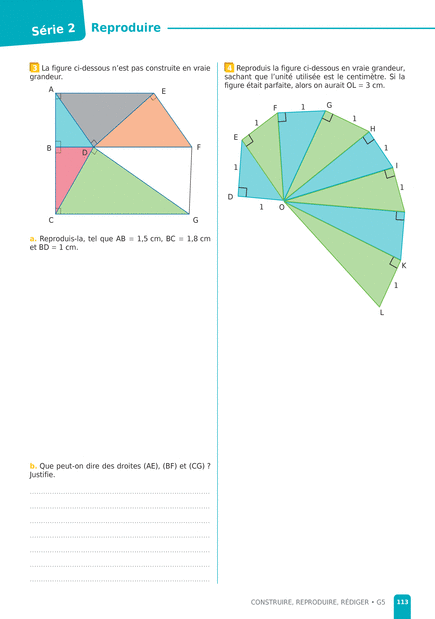 Série 2 Reproduire
3 La figure ci-dessous n'est pas construite en vraie
grandeur.
A
E
B
D
F
C
G
a. Reproduis-la, tel que AB = 1,5 cm, BC = 1,8 cm
et BD = 1 cm.
b. Que peut-on dire des droites (AE), (BF) et (CG) ?
Justifie.
4 Reproduis la figure ci-dessous en vraie grandeur,
sachant que l'unité utilisée est le centimètre. Si la
figure était parfaite, alors on aurait OL = 3 cm.
F
1
G
1
1
H
E
1
1
I
D
1
O
1
K
1
L
CONSTRUIRE, REPRODUIRE, RÉDIGER • G5 113